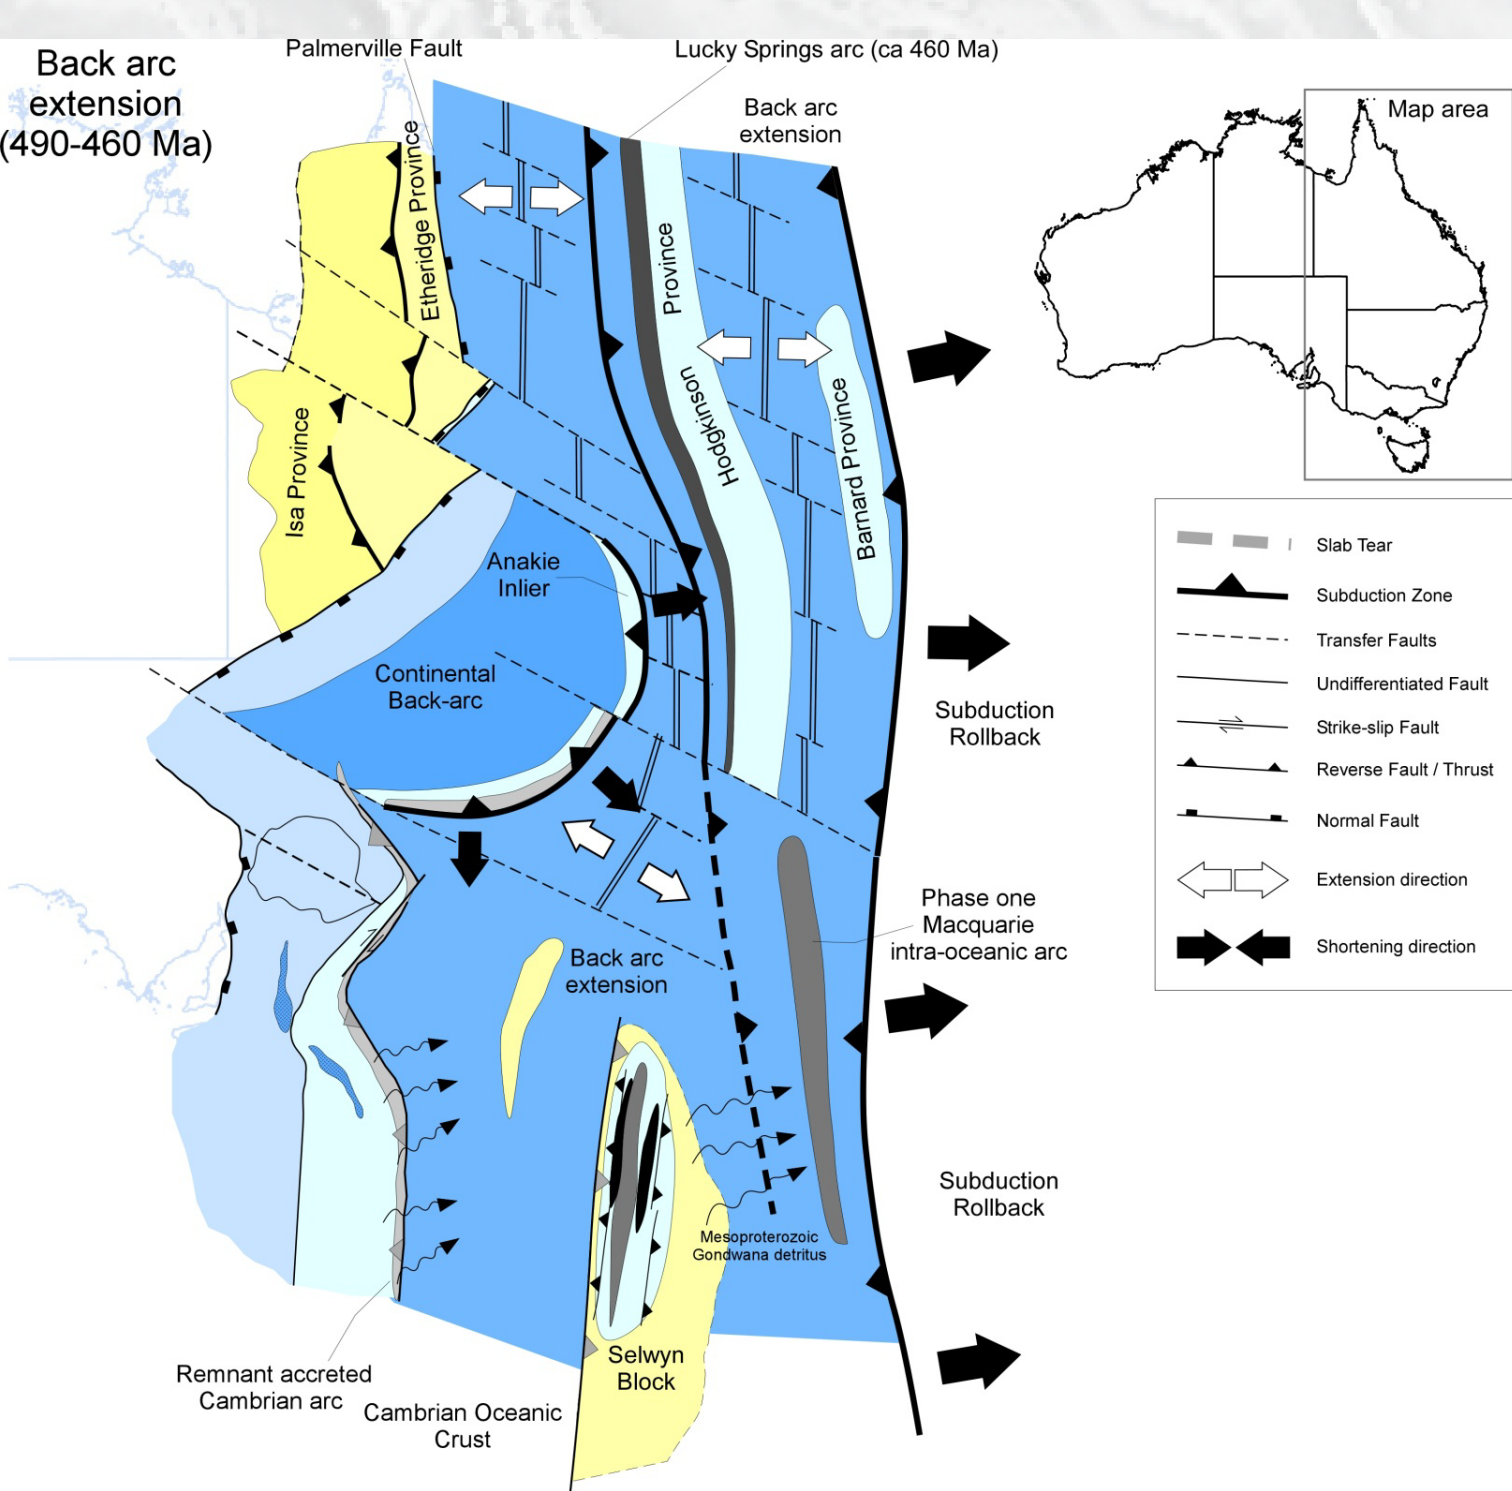 Back arc
extension
(490-460 Ma)
Palmerville Fault
Lucky Springs arc (ca 460 Ma)
Back arc
extension
Map area
Etheridge Province
Province
Hodgkinson
Barnard Province
Isa Province
Anakie
Inlier
Continental
Back-arc
Subduction
Rollback
Slab Tear
Subduction Zone
Transfer Faults
Undifferentiated Fault
Strike-slip Fault
Reverse Fault / Thrust
Normal Fault
Extension direction
Shortening direction
Phase one
Macquarie
intra-oceanic arc
Back arc
extension
Subduction
Rollback
Mesoproterozoic
Gondwana detritus
Selwyn
Block
Remnant accreted
Cambrian arc
Cambrian Oceanic
Crust